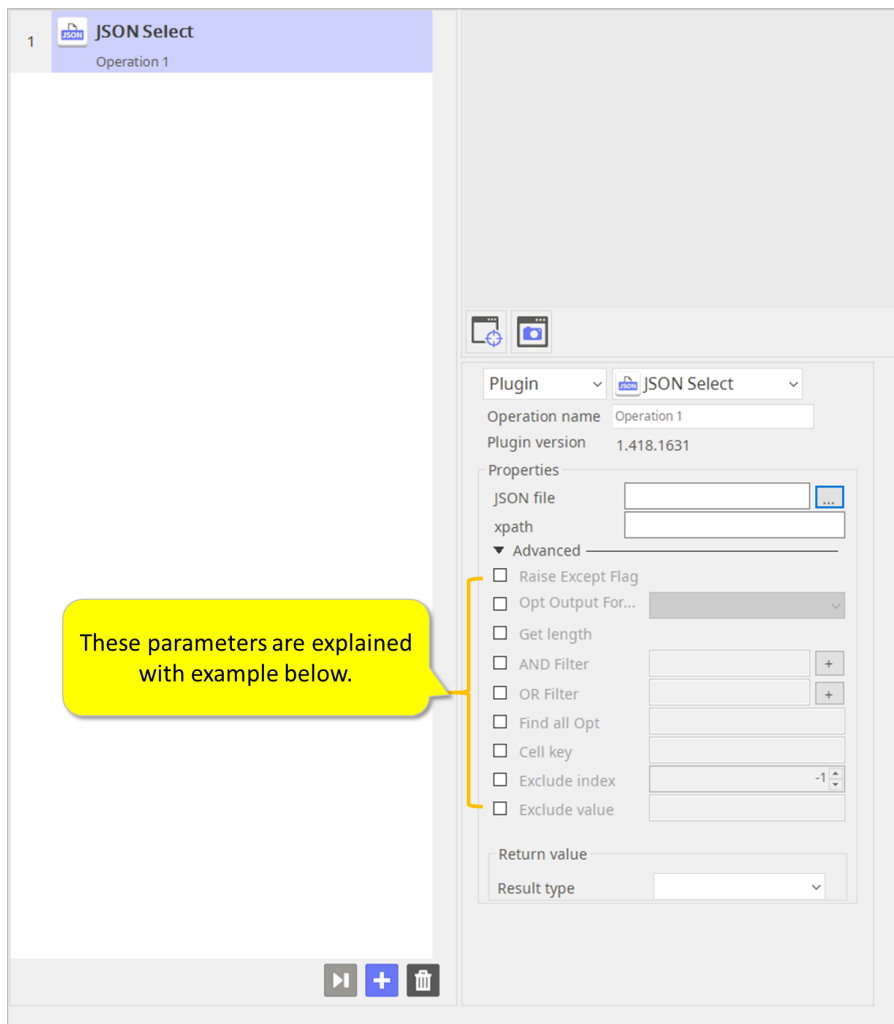 1
JSON
JSON Select
Operation 1
These parameters are explained
with example below.
Plugin
JSON
JSON Select
Operation name
Operation 1
Plugin version
1.418.1631
Properties
JSON file
...
xpath
Advanced
Raise Except Flag
Opt Output For...
Get length
AND Filter
+
OR Filter
+
Find all Opt
Cell key
Exclude index
-1
Exclude value
Return value
Result type